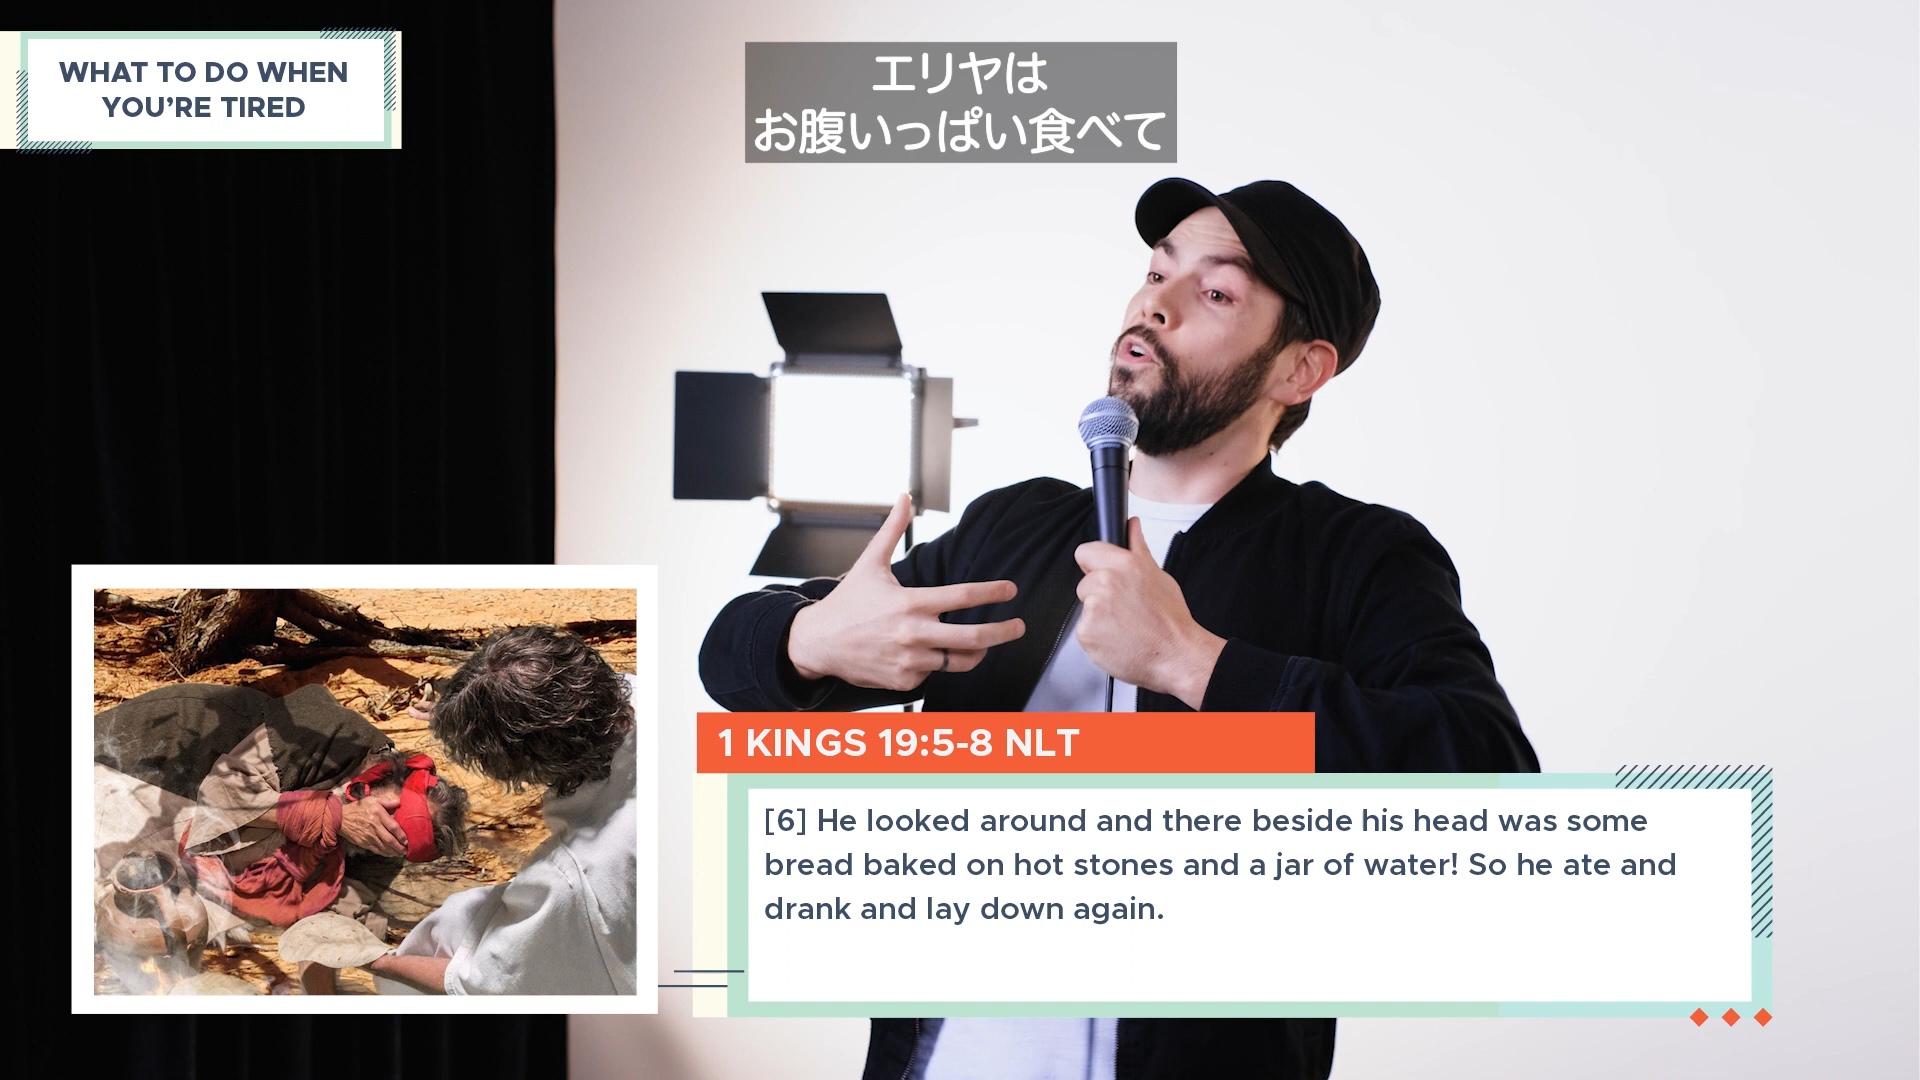 WHAT TO DO WHEN
YOU'RE TIRED
エリヤは
お腹いっぱい食べて
1 KINGS 19:5-8 NLT
[6] He looked around and there beside his head was some
bread baked on hot stones and a jar of water! So he ate and
drank and lay down again.